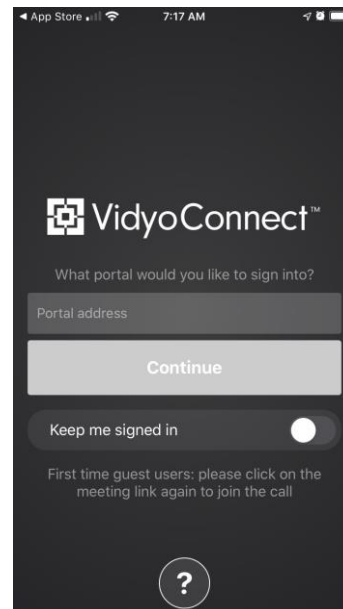 ◀ App Store
7:17 AM
VidyoConnect™
What portal would you like to sign into?
Portal address
Continue
Keep me signed in
First time guest users: please click on the
meeting link again to join the call
?